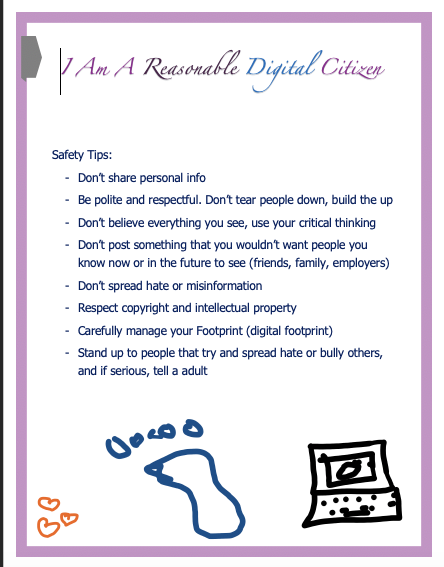 I Am A Reasonable Digital Citizen
Safety Tips:
- Don't share personal info
- Be polite and respectful. Don't tear people down, build the up
- Don't believe everything you see, use your critical thinking
- Don't post something that you wouldn't want people you
know now or in the future to see (friends, family, employers)
- Don't spread hate or misinformation
- Respect copyright and intellectual property
- Carefully manage your Footprint (digital footprint)
- Stand up to people that try and spread hate or bully others,
and if serious, tell a adult